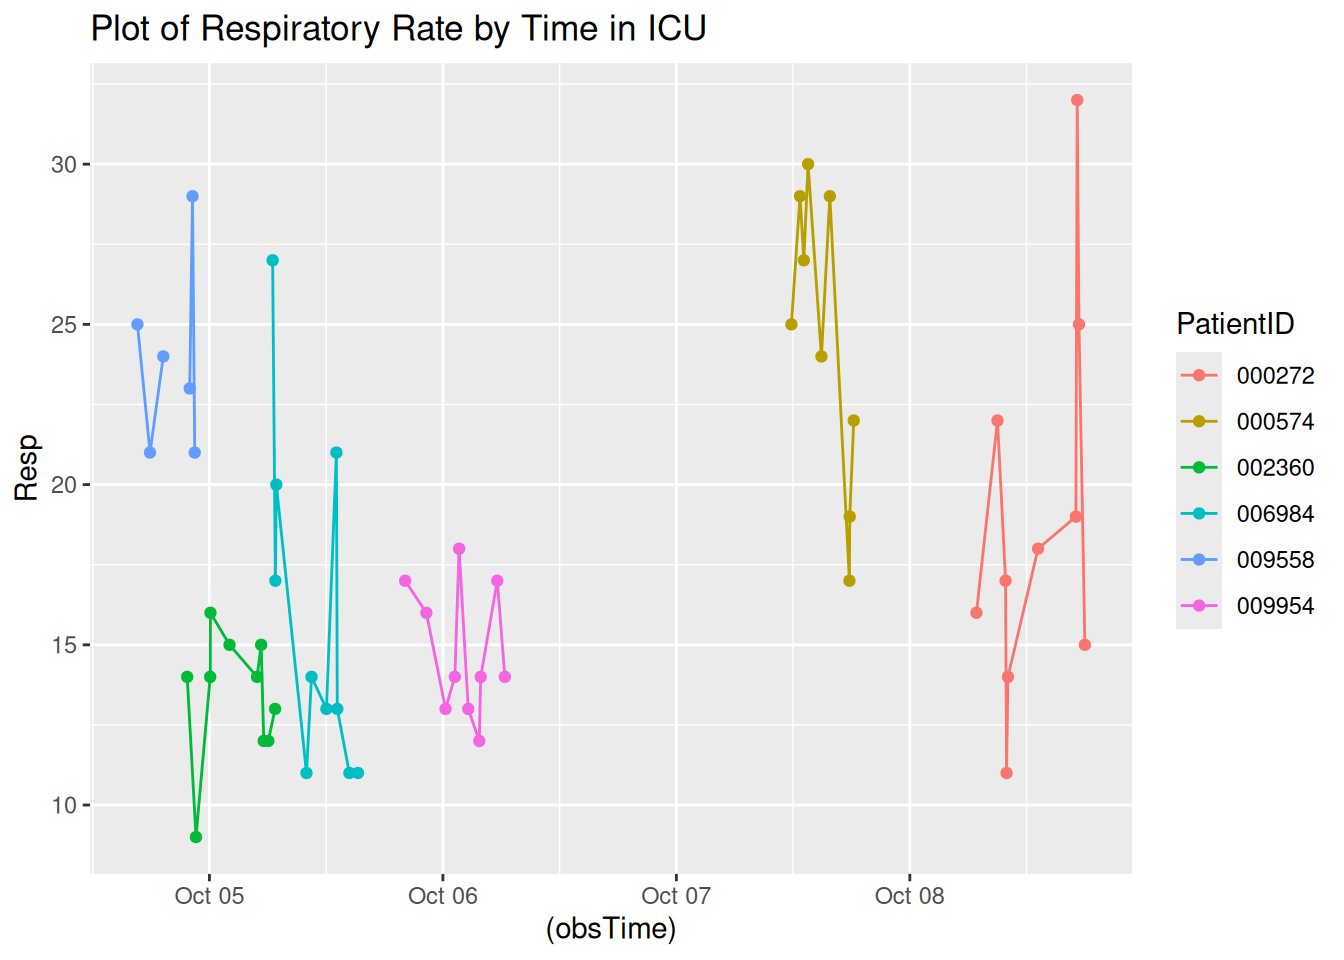 Plot of Respiratory Rate by Time in ICU
Resp
30
25
20
15
10
Oct 05 Oct 06 Oct 07 Oct 08
(obsTime)
PatientID
000272
000574
002360
006984
009558
009954